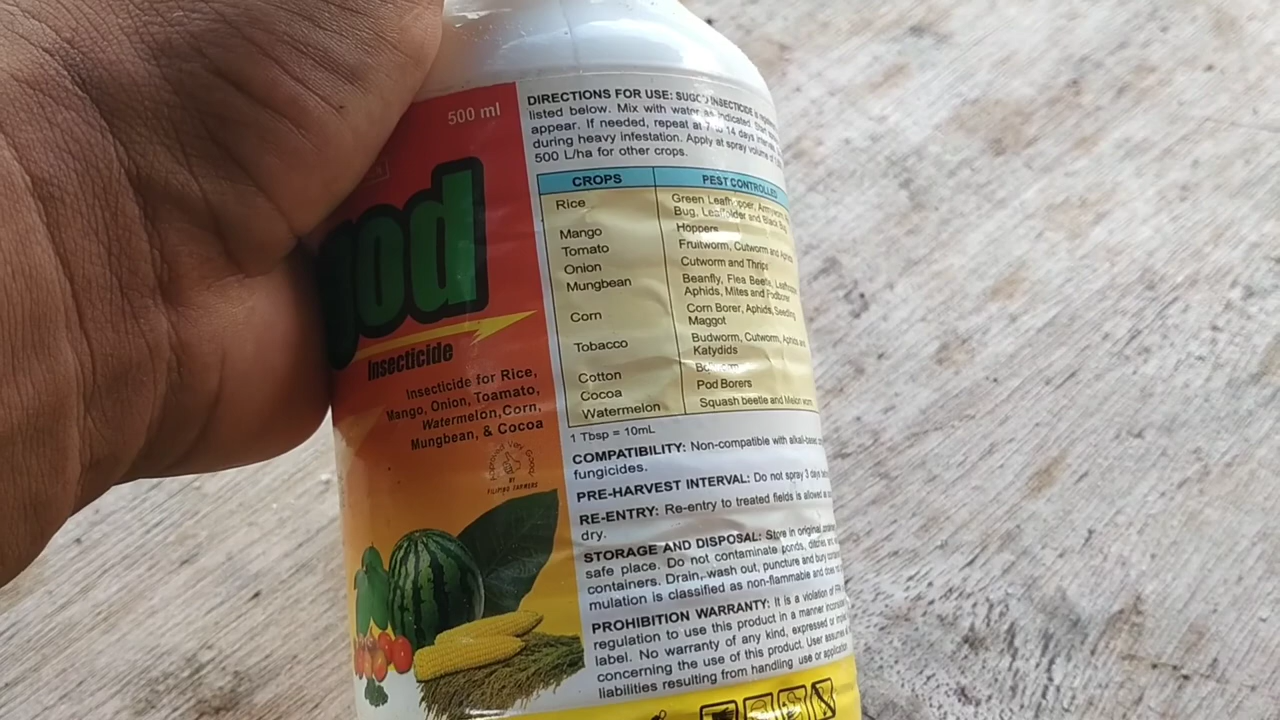 500 ml
od
Insecticide
Insecticide for Rice,
Mango, Onion, Toamato,
Watermelon,Corn,
Mungbean, & Cocoa
BY
FILIPINO FARMERS
DIRECTIONS FOR USE: SUGOD INSECTICIDE is
listed below. Mix with water as indicated. Start
appear. If needed, repeat at 7 to 14 days
during heavy infestation. Apply at spray volume of
500 L/ha for other crops.
CROPS PEST CONTROLLED
Rice Green Leafhopper, Armyworm,
Bug, Leaffolder and Black Bug
Mango Hoppers
Tomato Fruitworm, Cutworm and Aphids
Onion Cutworm and Thrips
Mungbean Beanfly, Flea Beetle, Leafhopper
Aphids, Mites and Podborer
Corn Corn Borer, Aphids, Seedling
Maggot
Tobacco Budworm, Cutworm, Aphids and
Katydids
Cotton
Cocoa Pod Borers
Watermelon Squash beetle and Melon worm
1 Tbsp = 10mL
COMPATIBILITY: Non-compatible with
fungicides.
PRE-HARVEST INTERVAL: Do not spray 3 days
RE-ENTRY: Re-entry to treated fields is allowed
dry.
STORAGE AND DISPOSAL: Store in original
safe place. Do not contaminate ponds, ditches
containers. Drain, wash out, puncture and bury
mulation is classified as non-flammable and does
PROHIBITION WARRANTY: It is a violation of
regulation to use this product in a manner
label. No warranty of any kind, expressed or
concerning the use of this product. User assumes
liabilities resulting from handling use or application